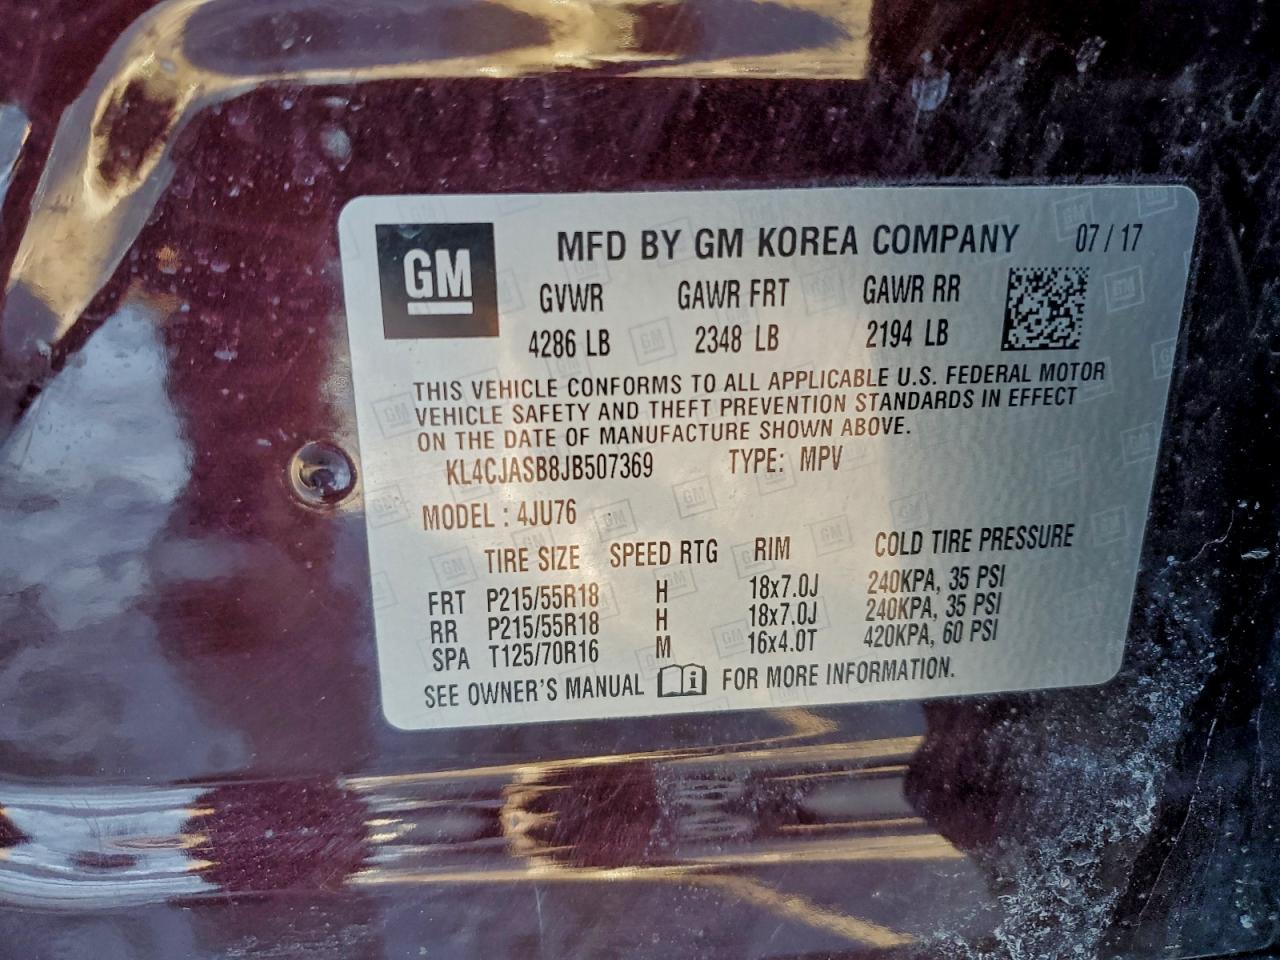 GM
MFD BY GM KOREA COMPANY 07/17
GVWR GAWR FRT GAWR RR
4286 LB 2348 LB 2194 LB
THIS VEHICLE CONFORMS TO ALL APPLICABLE U.S. FEDERAL MOTOR
VEHICLE SAFETY AND THEFT PREVENTION STANDARDS IN EFFECT
ON THE DATE OF MANUFACTURE SHOWN ABOVE.
KL4CJASB8JB507369 TYPE: MPV
MODEL : 4JU76
TIRE SIZE SPEED RTG RIM COLD TIRE PRESSURE
FRT P215/55R18 H 18x7.0J 240KPA, 35 PSI
RR P215/55R18 H 18x7.0J 240KPA, 35 PSI
SPA T125/70R16 M 16x4.0T 420KPA, 60 PSI
SEE OWNER'S MANUAL i FOR MORE INFORMATION.